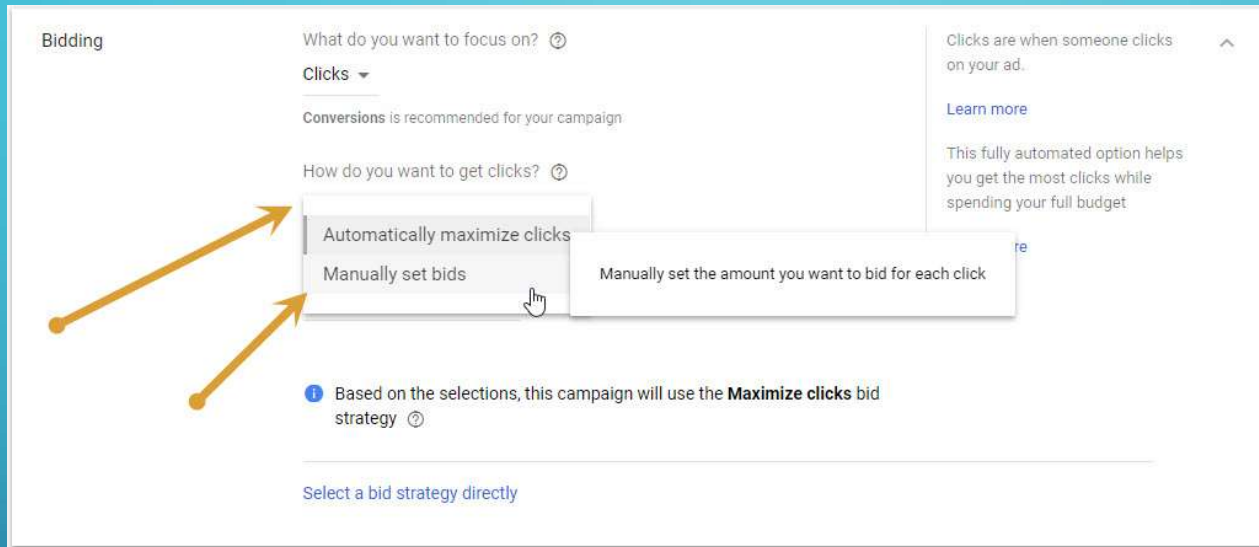 Bidding
What do you want to focus on?
Clicks
Conversions is recommended for your campaign
How do you want to get clicks?
Automatically maximize clicks
Manually set bids
Manually set the amount you want to bid for each click
Based on the selections, this campaign will use the Maximize clicks bid
strategy
Select a bid strategy directly
Clicks are when someone clicks
on your ad.
Learn more
This fully automated option helps
you get the most clicks while
spending your full budget